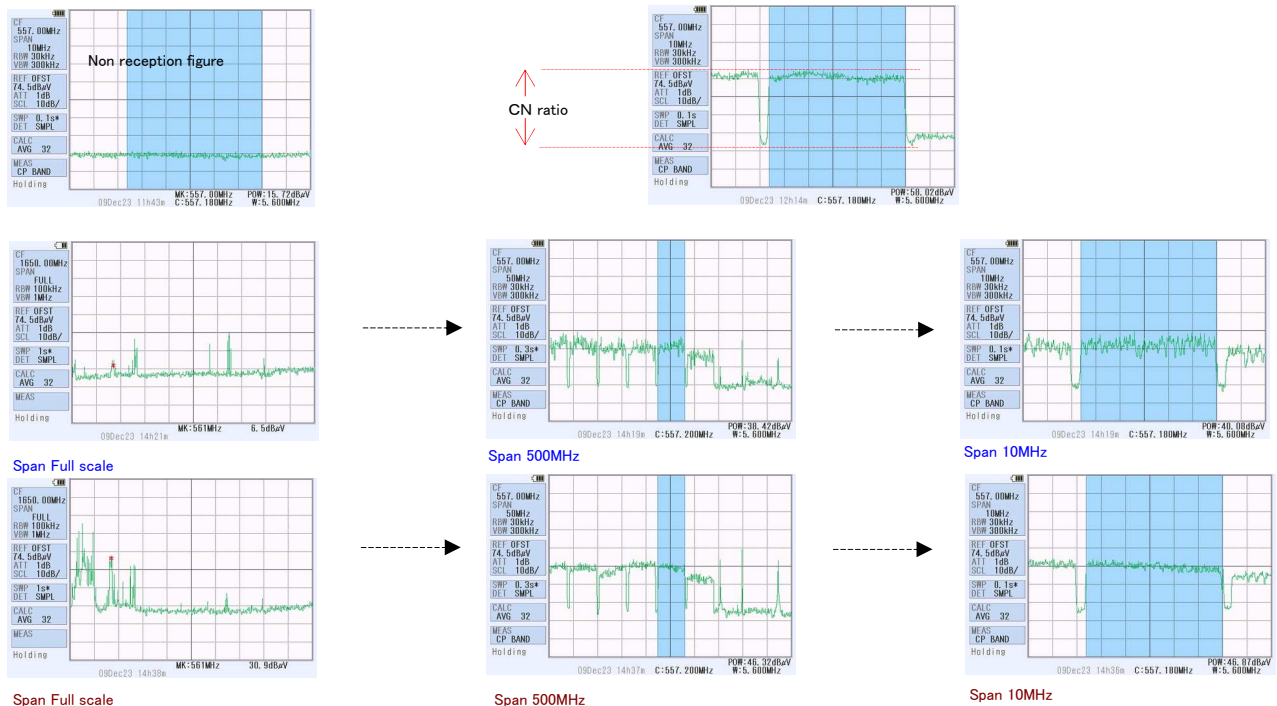 CF
557.00MHz
SPAN
10MHz
RBW 30kHz
VBW 300kHz
REF OFST
74.5dBμV
ATT 1dB
SCL 10dB/
SWP 0.1s*
DET SMPL
CALC
AVG 32
MEAS
CP BAND
Holding
Non reception figure
MK:557.00MHz POW:15.72dBμV
09Dec23 11h43m C:557.180MHz W:5.600MHz
CN ratio
CF
557.00MHz
SPAN
10MHz
RBW 30kHz
VBW 300kHz
REF OFST
74.5dBμV
ATT 1dB
SCL 10dB/
SWP 0.1s
DET SMPL
CALC
AVG 32
MEAS
CP BAND
Holding
POW:58.02dBμV
09Dec23 12h14m C:557.180MHz W:5.600MHz
CF
1650.00MHz
SPAN
FULL
RBW 100kHz
VBW 1MHz
REF OFST
74.5dBμV
ATT 1dB
SCL 10dB/
SWP 1s*
DET SMPL
CALC
AVG 32
MEAS
Holding
MK:561MHz 6.5dBμV
09Dec23 14h21m
Span Full scale
CF
557.00MHz
SPAN
50MHz
RBW 30kHz
VBW 300kHz
REF OFST
74.5dBμV
ATT 1dB
SCL 10dB/
SWP 0.3s*
DET SMPL
CALC
AVG 32
MEAS
CP BAND
Holding
POW:38.42dBμV
09Dec23 14h19m C:557.200MHz W:5.600MHz
Span 500MHz
CF
557.00MHz
SPAN
10MHz
RBW 30kHz
VBW 300kHz
REF OFST
74.5dBμV
ATT 1dB
SCL 10dB/
SWP 0.1s*
DET SMPL
CALC
AVG 32
MEAS
CP BAND
Holding
POW:40.08dBμV
09Dec23 14h19m C:557.180MHz W:5.600MHz
Span 10MHz
CF
1650.00MHz
SPAN
FULL
RBW 100kHz
VBW 1MHz
REF OFST
74.5dBμV
ATT 1dB
SCL 10dB/
SWP 1s*
DET SMPL
CALC
AVG 32
MEAS
Holding
MK:561MHz 30.9dBμV
09Dec23 14h38m
Span Full scale
CF
557.00MHz
SPAN
50MHz
RBW 30kHz
VBW 300kHz
REF OFST
74.5dBμV
ATT 1dB
SCL 10dB/
SWP 0.3s*
DET SMPL
CALC
AVG 32
MEAS
CP BAND
Holding
POW:46.32dBμV
09Dec23 14h37m C:557.200MHz W:5.600MHz
Span 500MHz
CF
557.00MHz
SPAN
10MHz
RBW 30kHz
VBW 300kHz
REF OFST
74.5dBμV
ATT 1dB
SCL 10dB/
SWP 0.1s*
DET SMPL
CALC
AVG 32
MEAS
CP BAND
Holding
POW:46.87dBμV
09Dec23 14h36m C:557.180MHz W:5.600MHz
Span 10MHz